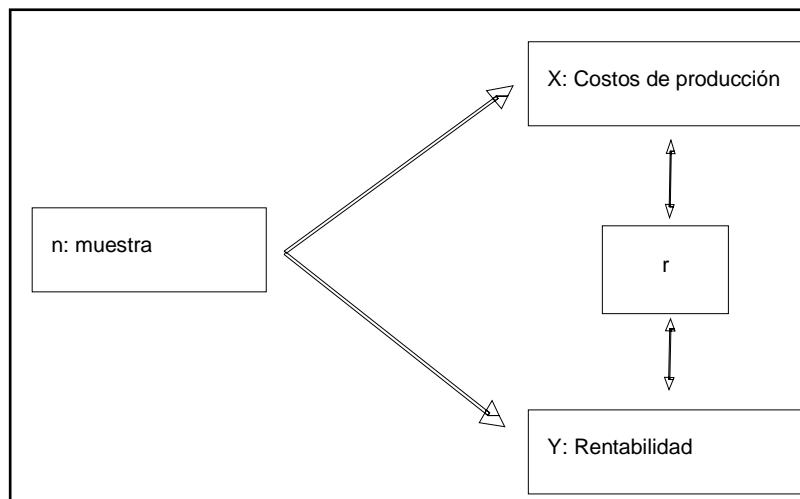 X: Costos de producción
n: muestra
r
Y: Rentabilidad